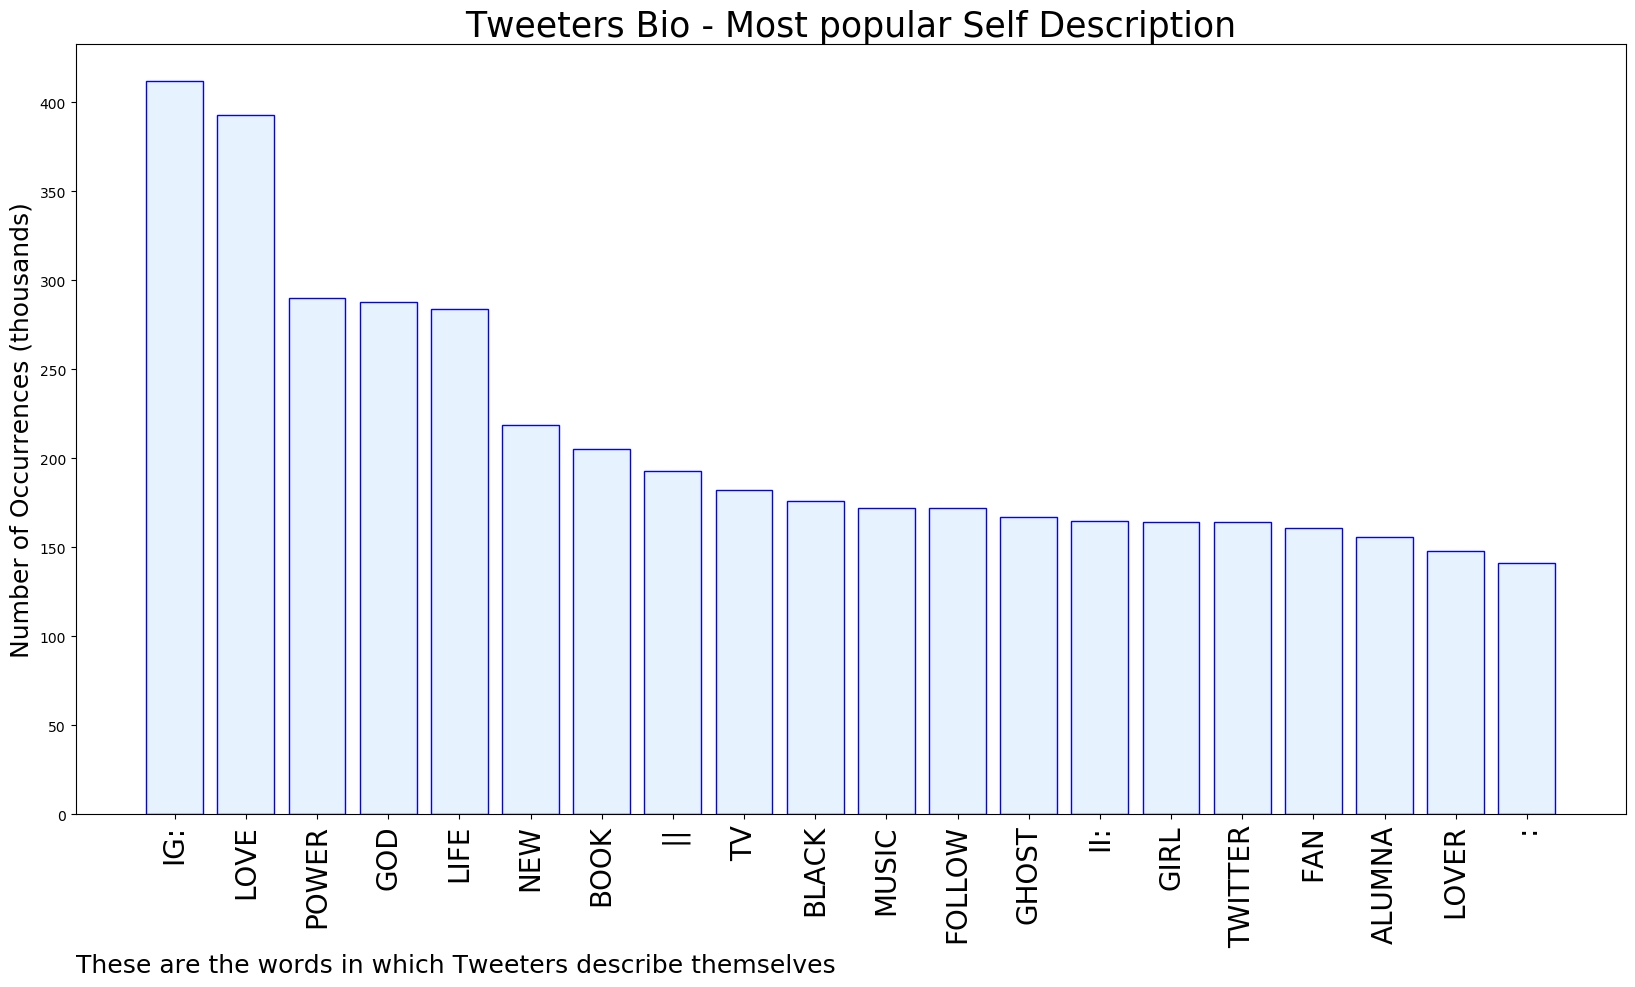 Tweeters Bio - Most popular Self Description
Number of Occurrences (thousands)
400
350
300
250
200
150
100
50
0
IG:
LOVE
POWER
GOD
LIFE
NEW
BOOK
||
TV
BLACK
MUSIC
FOLLOW
GHOST
II:
GIRL
TWITTER
FAN
ALUMNA
LOVER
:
These are the words in which Tweeters describe themselves